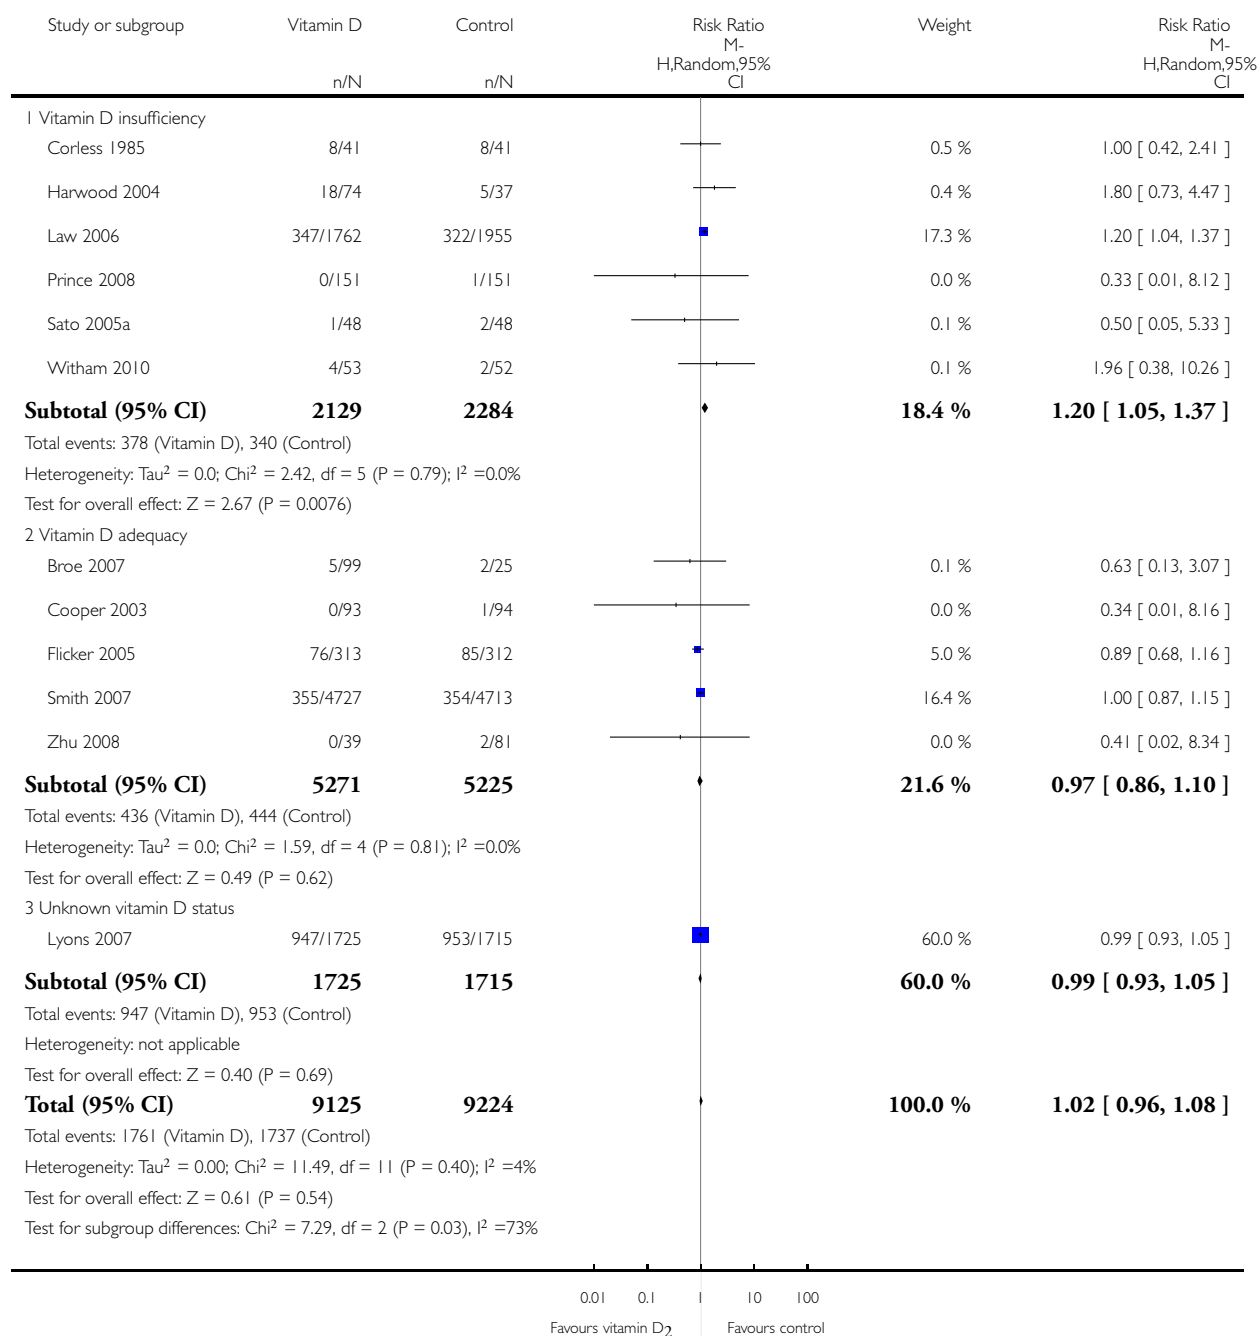 Study or subgroup Vitamin D Control Risk Ratio Weight Risk Ratio
M-H,Random,95% CI M-H,Random,95% CI
n/N n/N
1 Vitamin D insufficiency
Corless 1985 8/41 8/41 0.5 % 1.00 [ 0.42, 2.41 ]
Harwood 2004 18/74 5/37 0.4 % 1.80 [ 0.73, 4.47 ]
Law 2006 347/1762 322/1955 17.3 % 1.20 [ 1.04, 1.37 ]
Prince 2008 0/151 1/151 0.0 % 0.33 [ 0.01, 8.12 ]
Sato 2005a 1/48 2/48 0.1 % 0.50 [ 0.05, 5.33 ]
Witham 2010 4/53 2/52 0.1 % 1.96 [ 0.38, 10.26 ]
Subtotal (95% CI) 2129 2284 18.4 % 1.20 [ 1.05, 1.37 ]
Total events: 378 (Vitamin D), 340 (Control)
Heterogeneity: Tau² = 0.0; Chi² = 2.42, df = 5 (P = 0.79); I² =0.0%
Test for overall effect: Z = 2.67 (P = 0.0076)
2 Vitamin D adequacy
Broe 2007 5/99 2/25 0.1 % 0.63 [ 0.13, 3.07 ]
Cooper 2003 0/93 1/94 0.0 % 0.34 [ 0.01, 8.16 ]
Flicker 2005 76/313 85/312 5.0 % 0.89 [ 0.68, 1.16 ]
Smith 2007 355/4727 354/4713 16.4 % 1.00 [ 0.87, 1.15 ]
Zhu 2008 0/39 2/81 0.0 % 0.41 [ 0.02, 8.34 ]
Subtotal (95% CI) 5271 5225 21.6 % 0.97 [ 0.86, 1.10 ]
Total events: 436 (Vitamin D), 444 (Control)
Heterogeneity: Tau² = 0.0; Chi² = 1.59, df = 4 (P = 0.81); I² =0.0%
Test for overall effect: Z = 0.49 (P = 0.62)
3 Unknown vitamin D status
Lyons 2007 947/1725 953/1715 60.0 % 0.99 [ 0.93, 1.05 ]
Subtotal (95% CI) 1725 1715 60.0 % 0.99 [ 0.93, 1.05 ]
Total events: 947 (Vitamin D), 953 (Control)
Heterogeneity: not applicable
Test for overall effect: Z = 0.40 (P = 0.69)
Total (95% CI) 9125 9224 100.0 % 1.02 [ 0.96, 1.08 ]
Total events: 1761 (Vitamin D), 1737 (Control)
Heterogeneity: Tau² = 0.00; Chi² = 11.49, df = 11 (P = 0.40); I² =4%
Test for overall effect: Z = 0.61 (P = 0.54)
Test for subgroup differences: Chi² = 7.29, df = 2 (P = 0.03), I² =73%
0.01 0.1 1 10 100
Favours vitamin D₂ Favours control